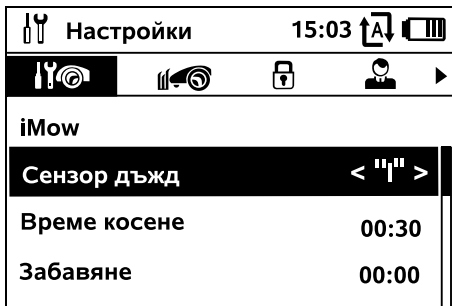 Настройки 15:03 A
iMow
Сензор дъжд < "|" >
Време косене 00:30
Забавяне 00:00